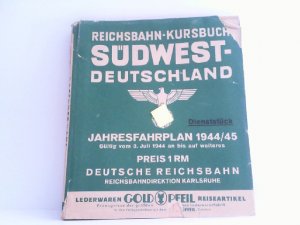 REICHSBAHN-KURSBUCH
SÜDWEST-
DEUTSCHLAND
Dienststück
JAHRESFAHRPLAN 1944/45
Gültig vom 3. Juli 1944 an bis auf weiteres
PREIS 1 RM
DEUTSCHE REICHSBAHN
REICHSBAHNDIREKTION KARLSRUHE
LEDERWAREN GOLD PFEIL REISEARTIKEL